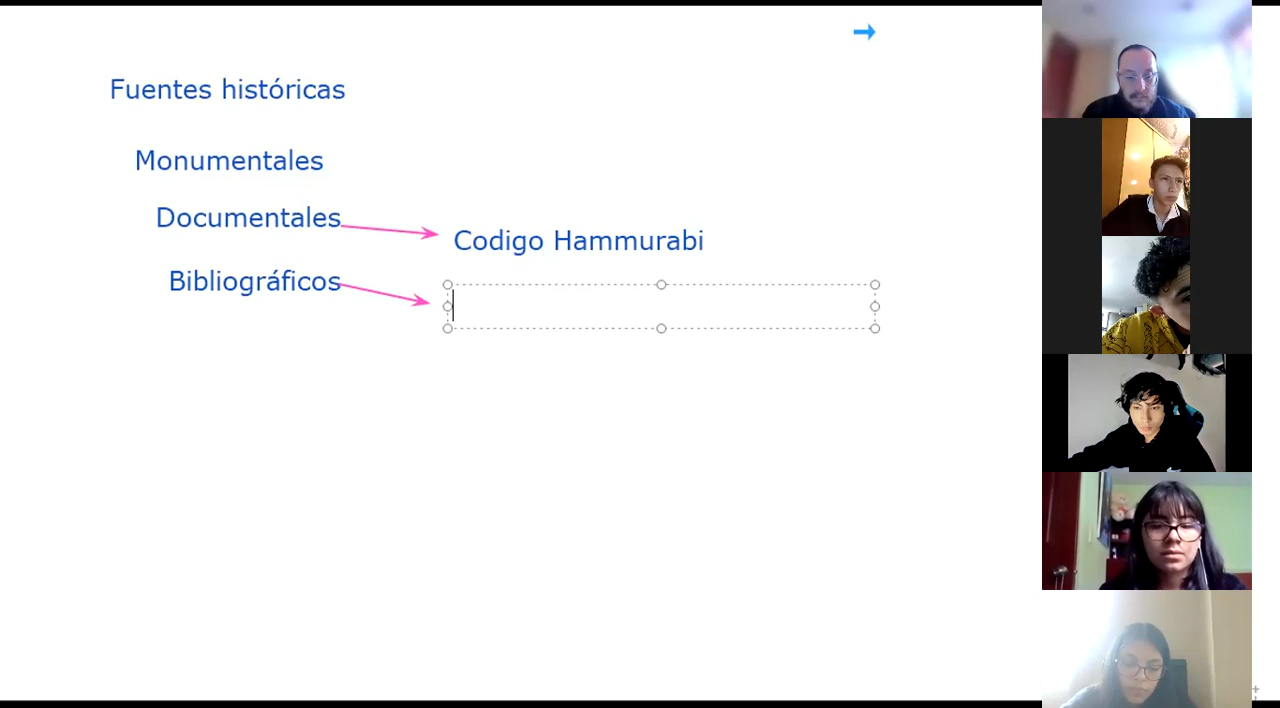 Fuentes históricas
Monumentales
Documentales
Codigo Hammurabi
Bibliográficos